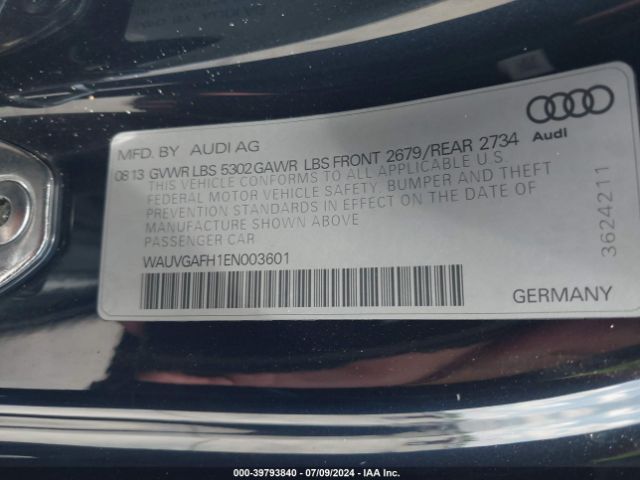 MFD. BY AUDI AG
0813 GVWR LBS 5302 GAWR LBS FRONT 2679/REAR 2734
THIS VEHICLE CONFORMS TO ALL APPLICABLE U.S.
FEDERAL MOTOR VEHICLE SAFETY, BUMPER AND THEFT
PREVENTION STANDARDS IN EFFECT ON THE DATE OF
MANUFACTURE SHOWN ABOVE
PASSENGER CAR
WAUVGAFH1EN003601
Audi
3624211
GERMANY
000-39793840 - 07/09/2024 - IAA Inc.